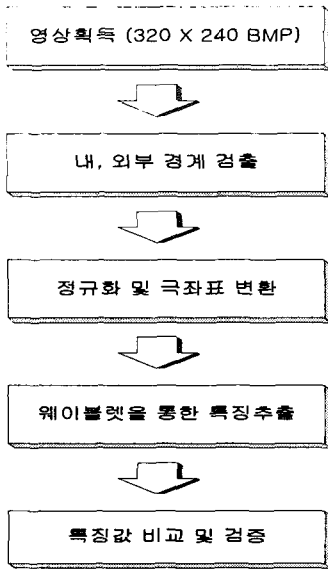 영상획득 (320 X 240 BMP)
내, 외부 경계 검출
정규화 및 극좌표 변환
웨이블렛을 통한 특징추출
특징값 비교 및 검증